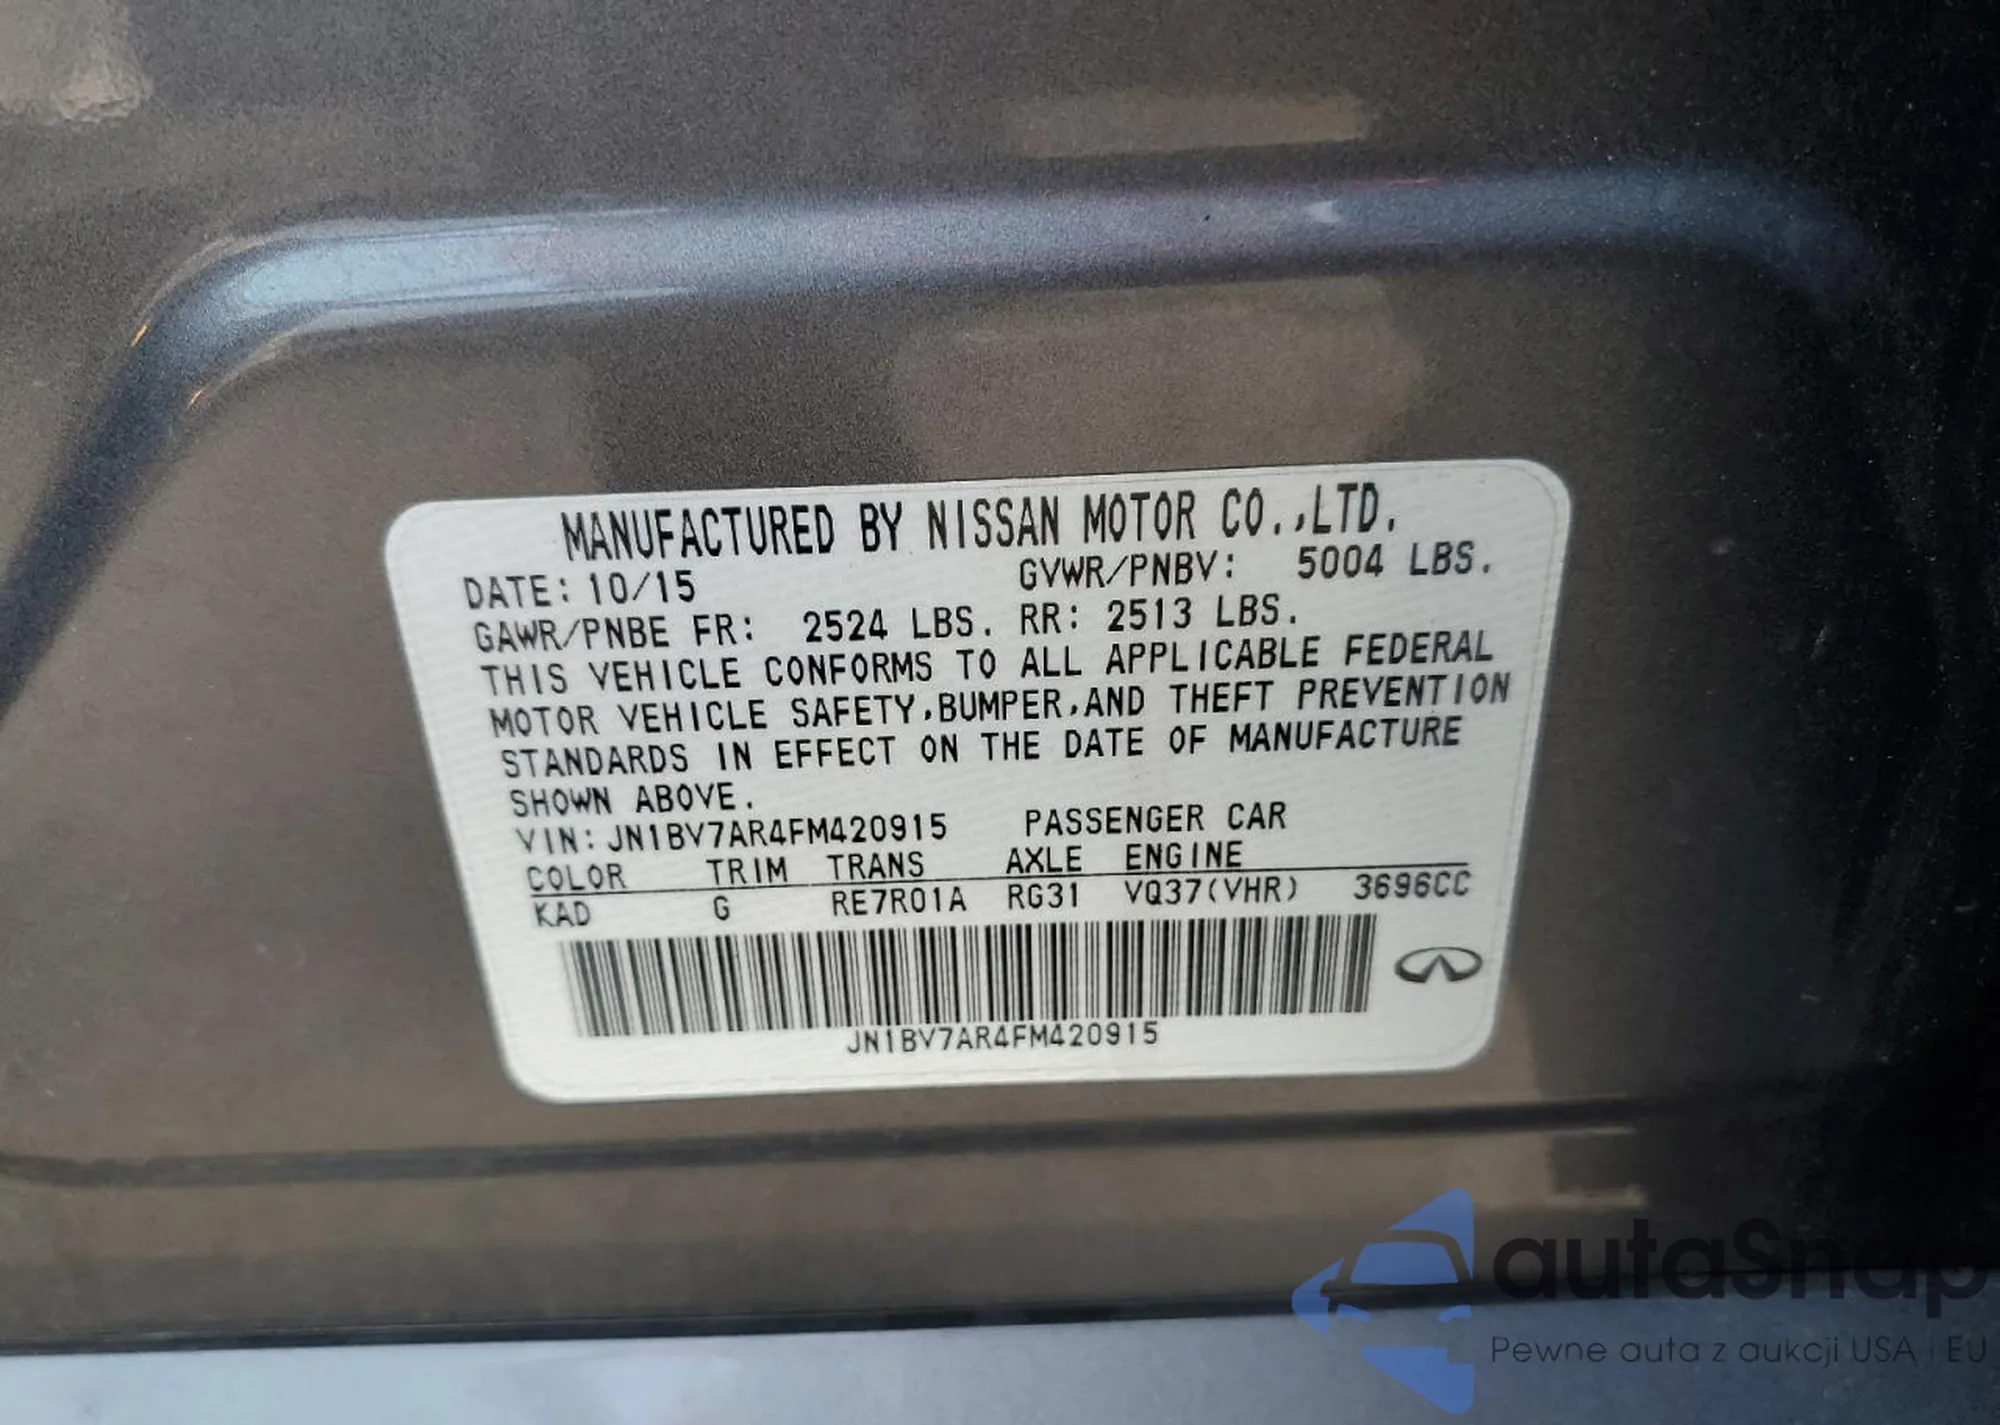 MANUFACTURED BY NISSAN MOTOR CO.,LTD.
DATE: 10/15 GVWR/PNBV: 5004 LBS.
GAWR/PNBE FR: 2524 LBS. RR: 2513 LBS.
THIS VEHICLE CONFORMS TO ALL APPLICABLE FEDERAL
MOTOR VEHICLE SAFETY,BUMPER,AND THEFT PREVENTION
STANDARDS IN EFFECT ON THE DATE OF MANUFACTURE
SHOWN ABOVE.
VIN: JN1BV7AR4FM420915 PASSENGER CAR
COLOR TRIM TRANS AXLE ENGINE
KAD G RE7R01A RG31 VQ37(VHR) 3696CC
JN1BV7AR4FM420915
autaSnap
Pewne auta z aukcji USA i EU